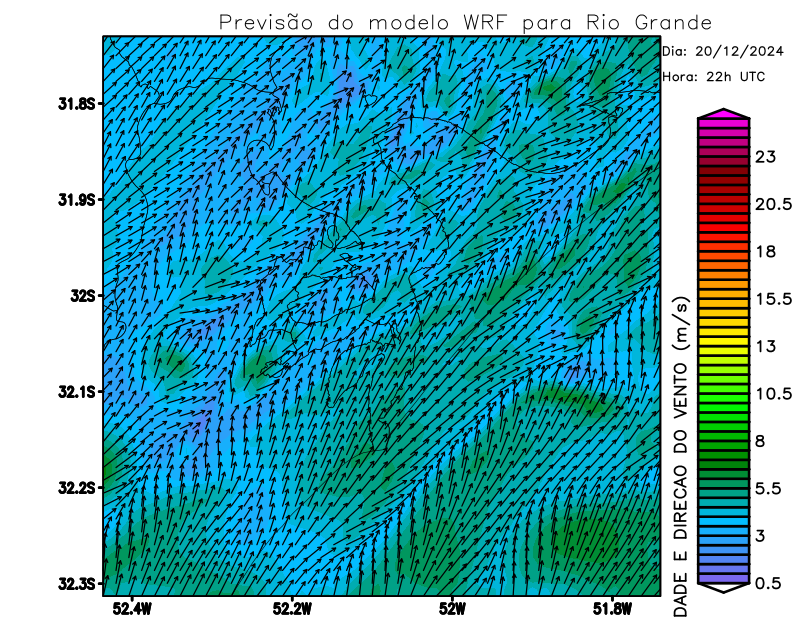 Previsão do modelo WRF para Rio Grande
Dia: 20/12/2024
Hora: 22h UTC
31.8S
31.9S
32S
32.1S
32.2S
32.3S
52.4W
52.2W
52W
51.8W
23
20.5
18
15.5
13
10.5
8
5.5
3
0.5
DADE E DIRECAO DO VENTO (m/s)